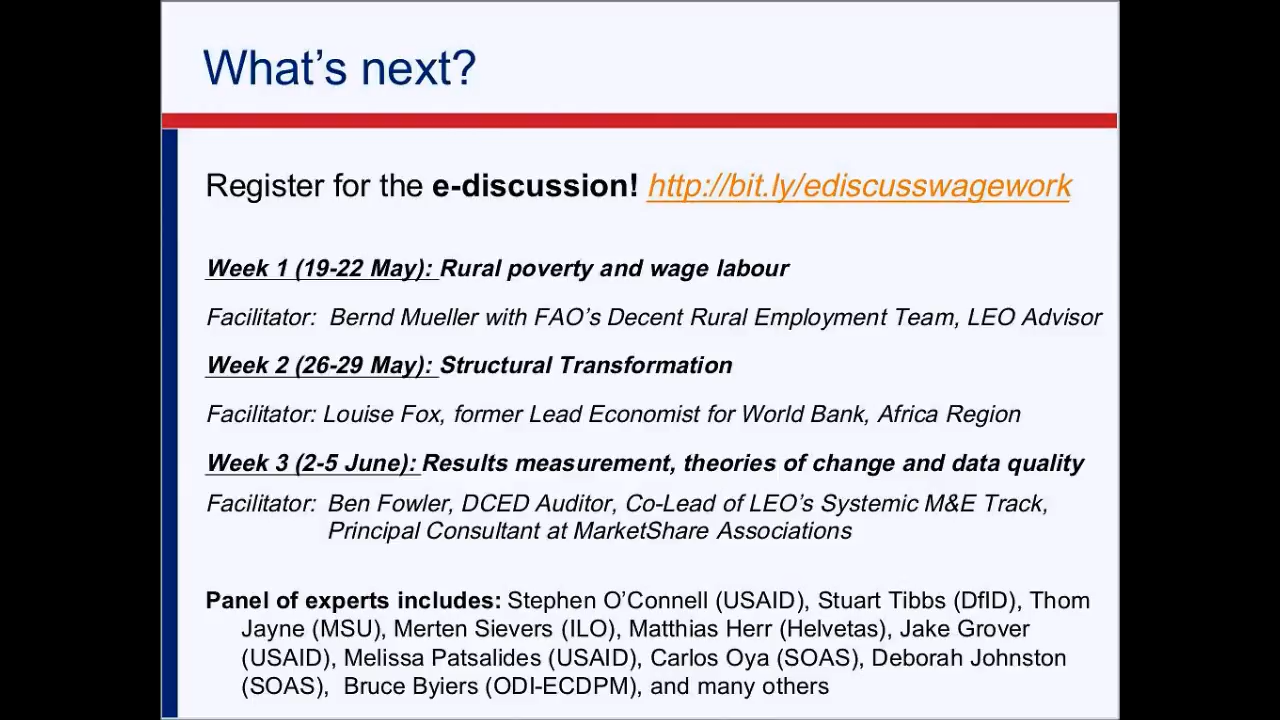 What's next?
Register for the e-discussion! http://bit.ly/ediscusswagework
Week 1 (19-22 May): Rural poverty and wage labour
Facilitator: Bernd Mueller with FAO's Decent Rural Employment Team, LEO Advisor
Week 2 (26-29 May): Structural Transformation
Facilitator: Louise Fox, former Lead Economist for World Bank, Africa Region
Week 3 (2-5 June): Results measurement, theories of change and data quality
Facilitator: Ben Fowler, DCED Auditor, Co-Lead of LEO's Systemic M&E Track,
Principal Consultant at MarketShare Associations
Panel of experts includes: Stephen O'Connell (USAID), Stuart Tibbs (DfID), Thom
Jayne (MSU), Merten Sievers (ILO), Matthias Herr (Helvetas), Jake Grover
(USAID), Melissa Patsalides (USAID), Carlos Oya (SOAS), Deborah Johnston
(SOAS), Bruce Byiers (ODI-ECDPM), and many others